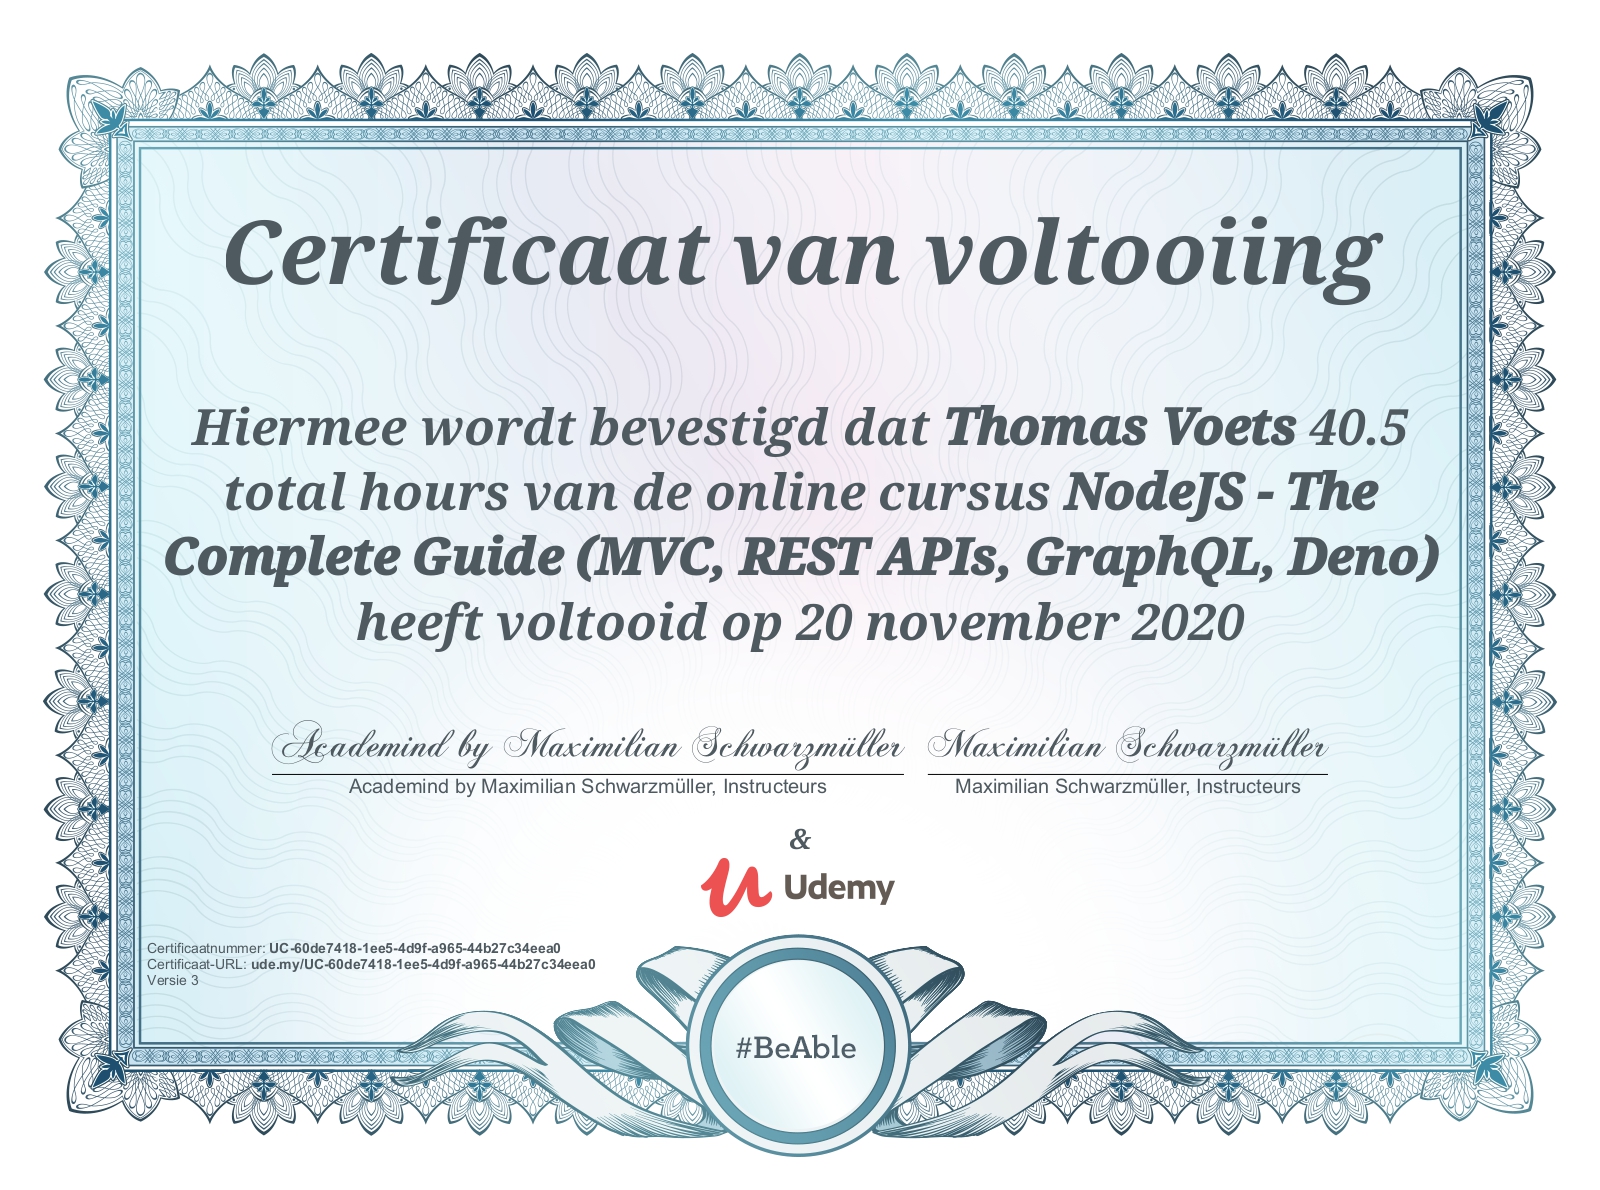 Certificaat van voltooiing
Hiermee wordt bevestigd dat Thomas Voets 40.5
total hours van de online cursus NodeJS - The
Complete Guide (MVC, REST APIs, GraphQL, Deno)
heeft voltooid op 20 november 2020
Academind by Maximilian Schwarzmüller Maximilian Schwarzmüller
Academind by Maximilian Schwarzmüller, Instructeurs Maximilian Schwarzmüller, Instructeurs
&
Udemy
Certificaatnummer: UC-60de7418-1ee5-4d9f-a965-44b27c34eea0
Certificaat-URL: ude.my/UC-60de7418-1ee5-4d9f-a965-44b27c34eea0
Versie 3
#BeAble